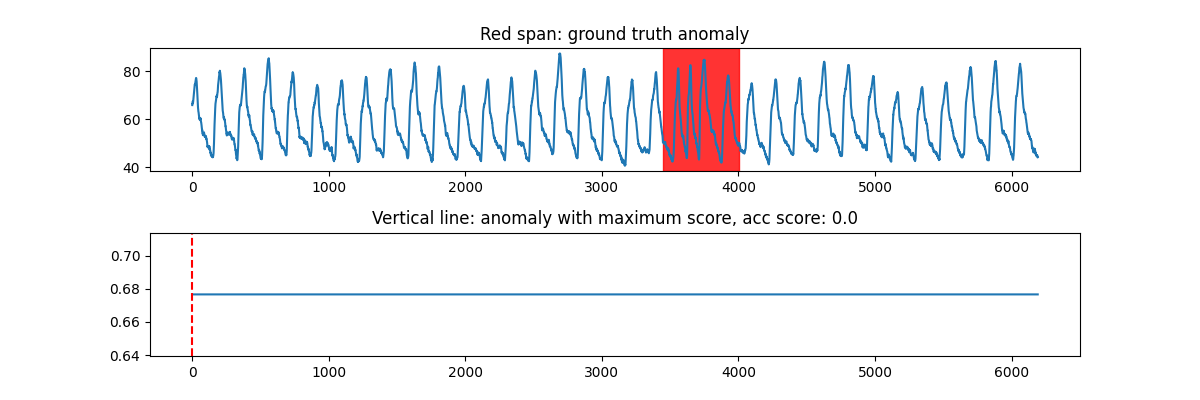 Red span: ground truth anomaly
80
60
40
0 1000 2000 3000 4000 5000 6000
Vertical line: anomaly with maximum score, acc score: 0.0
0.70
0.68
0.66
0.64
0 1000 2000 3000 4000 5000 6000